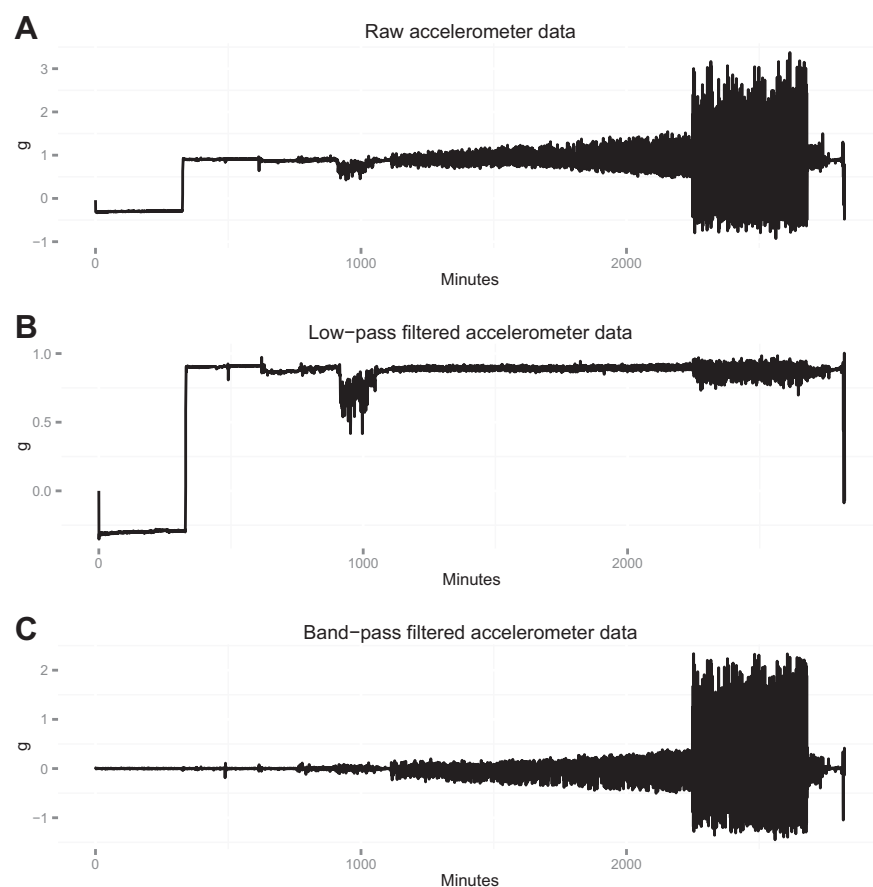 A
Raw accelerometer data
3
2
1
0
−1
g
0 1000 2000
Minutes
B
Low−pass filtered accelerometer data
1.0
0.5
0.0
g
0 1000 2000
Minutes
C
Band−pass filtered accelerometer data
2
1
0
−1
g
0 1000 2000
Minutes